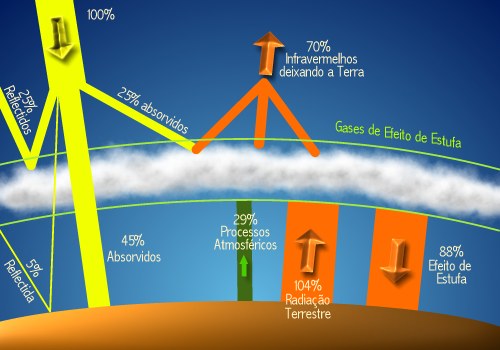 100%
70%
Infravermelhos
deixando a Terra
25%
Reflectidos
25% absorvidos
Gases de Efeito de Estufa
29%
Processos
Atmosféricos
45%
Absorvidos
5%
Reflectida
88%
Efeito de
Estufa
104%
Radiação
Terrestre